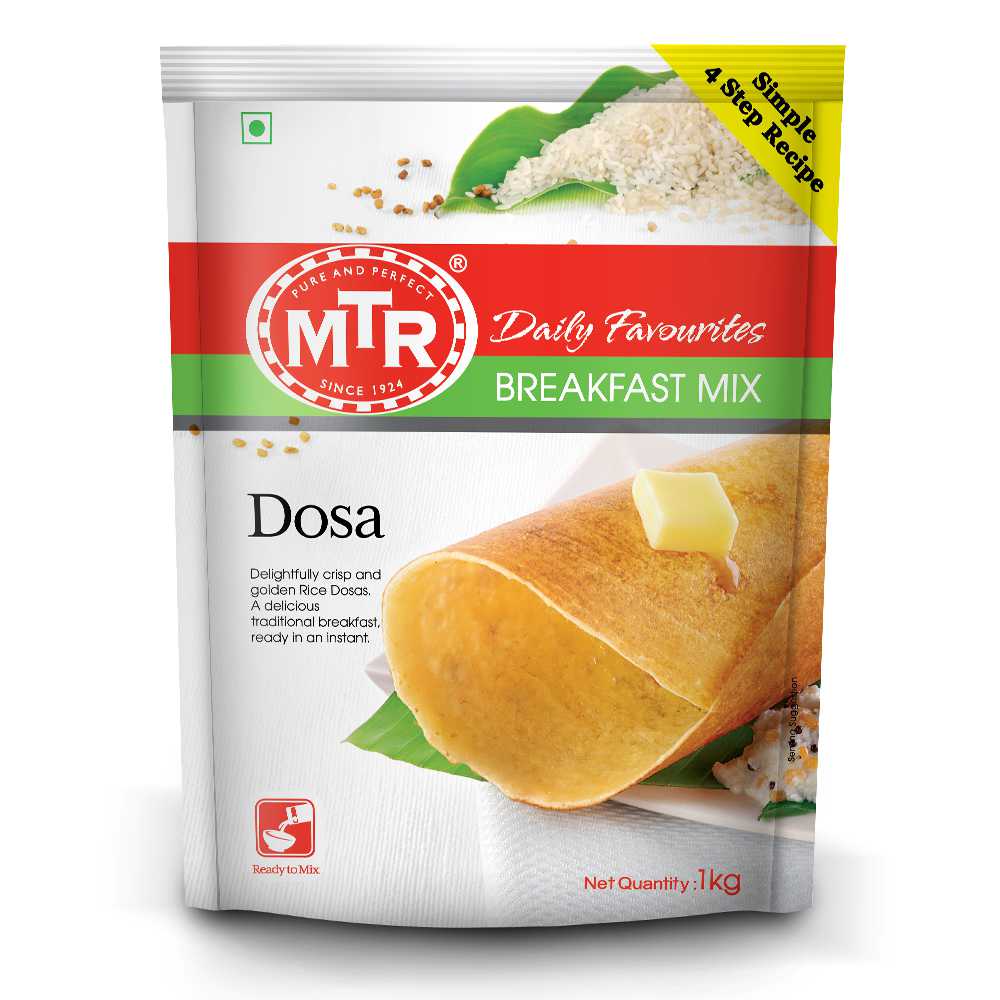 Simple
4 Step Recipe
PURE AND PERFECT
®
MTR
SINCE 1924
Daily Favourites
BREAKFAST MIX
Dosa
Delightfully crisp and
golden Rice Dosas.
A delicious
traditional breakfast,
ready in an instant.
Serving Suggestion
Ready to Mix
Net Quantity : 1kg